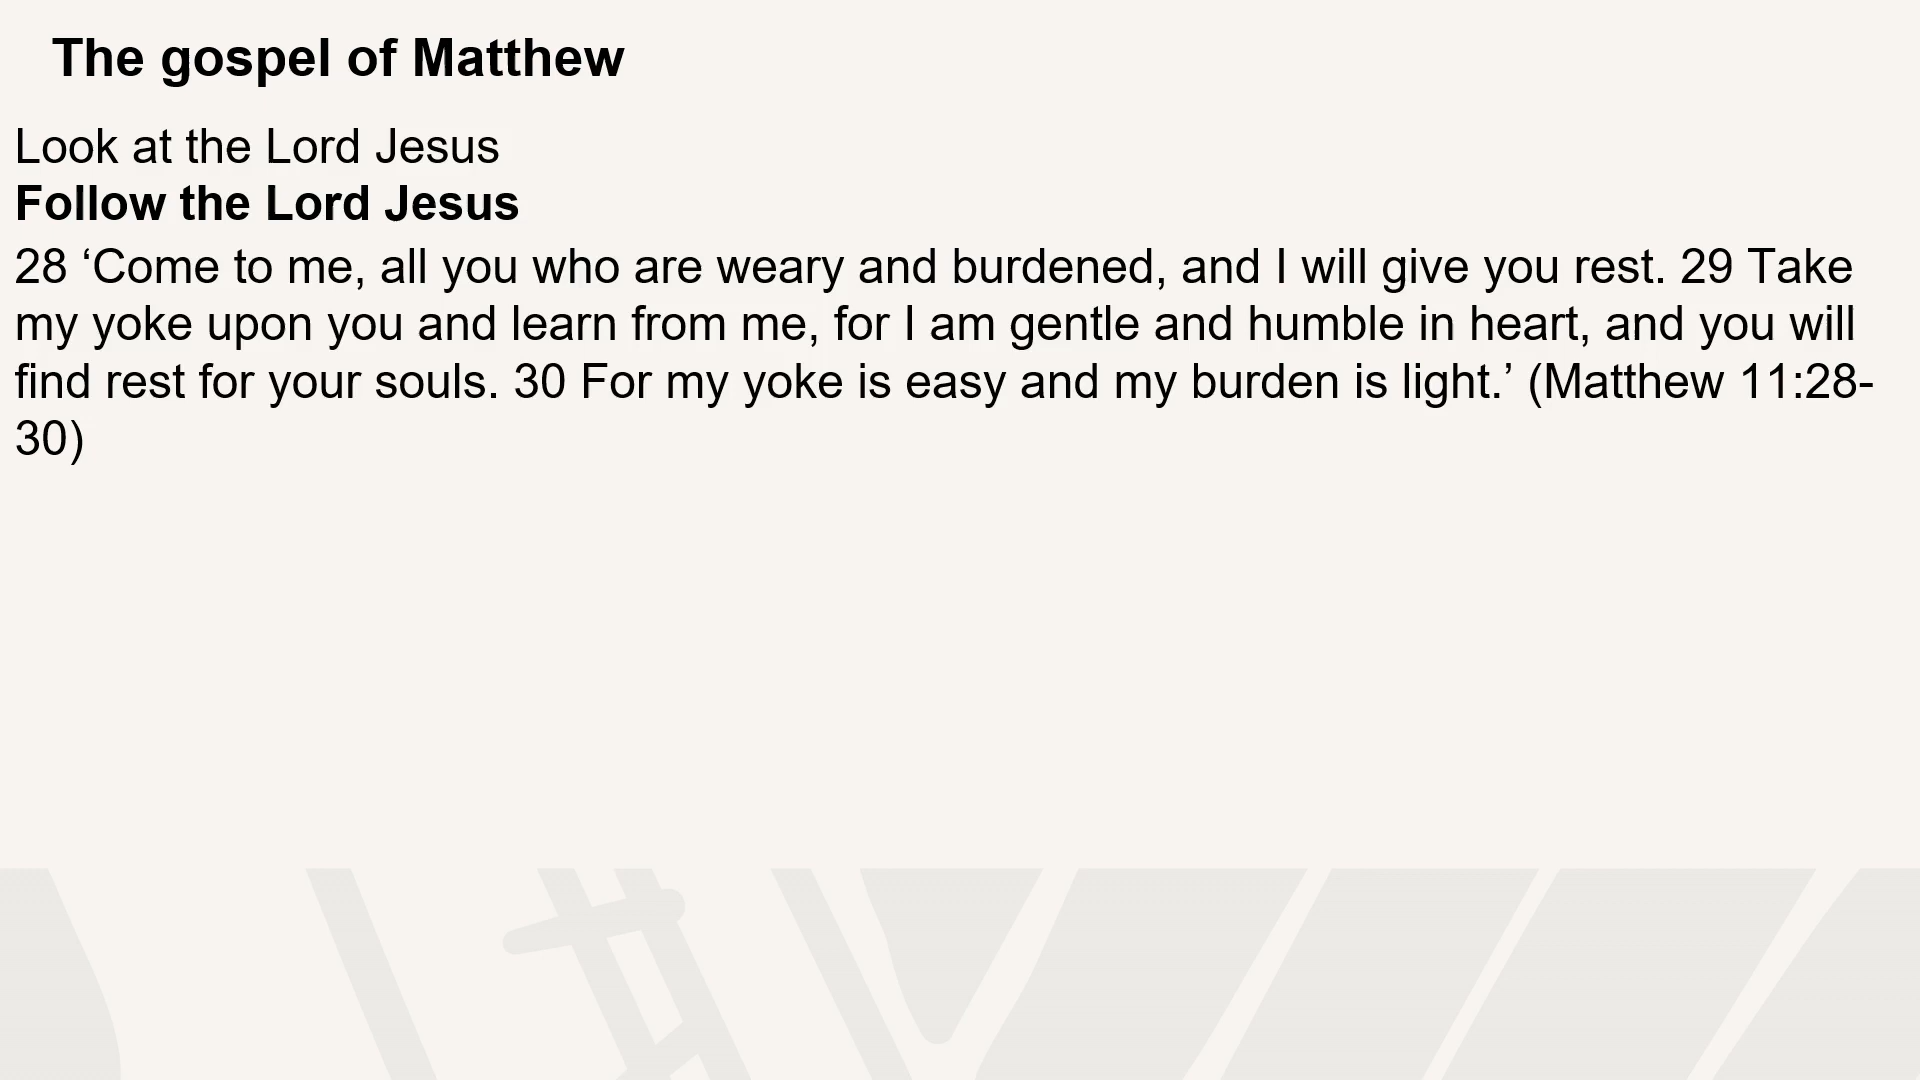 The gospel of Matthew
Look at the Lord Jesus
Follow the Lord Jesus
28 ‘Come to me, all you who are weary and burdened, and I will give you rest. 29 Take
my yoke upon you and learn from me, for I am gentle and humble in heart, and you will
find rest for your souls. 30 For my yoke is easy and my burden is light.’ (Matthew 11:28-
30)